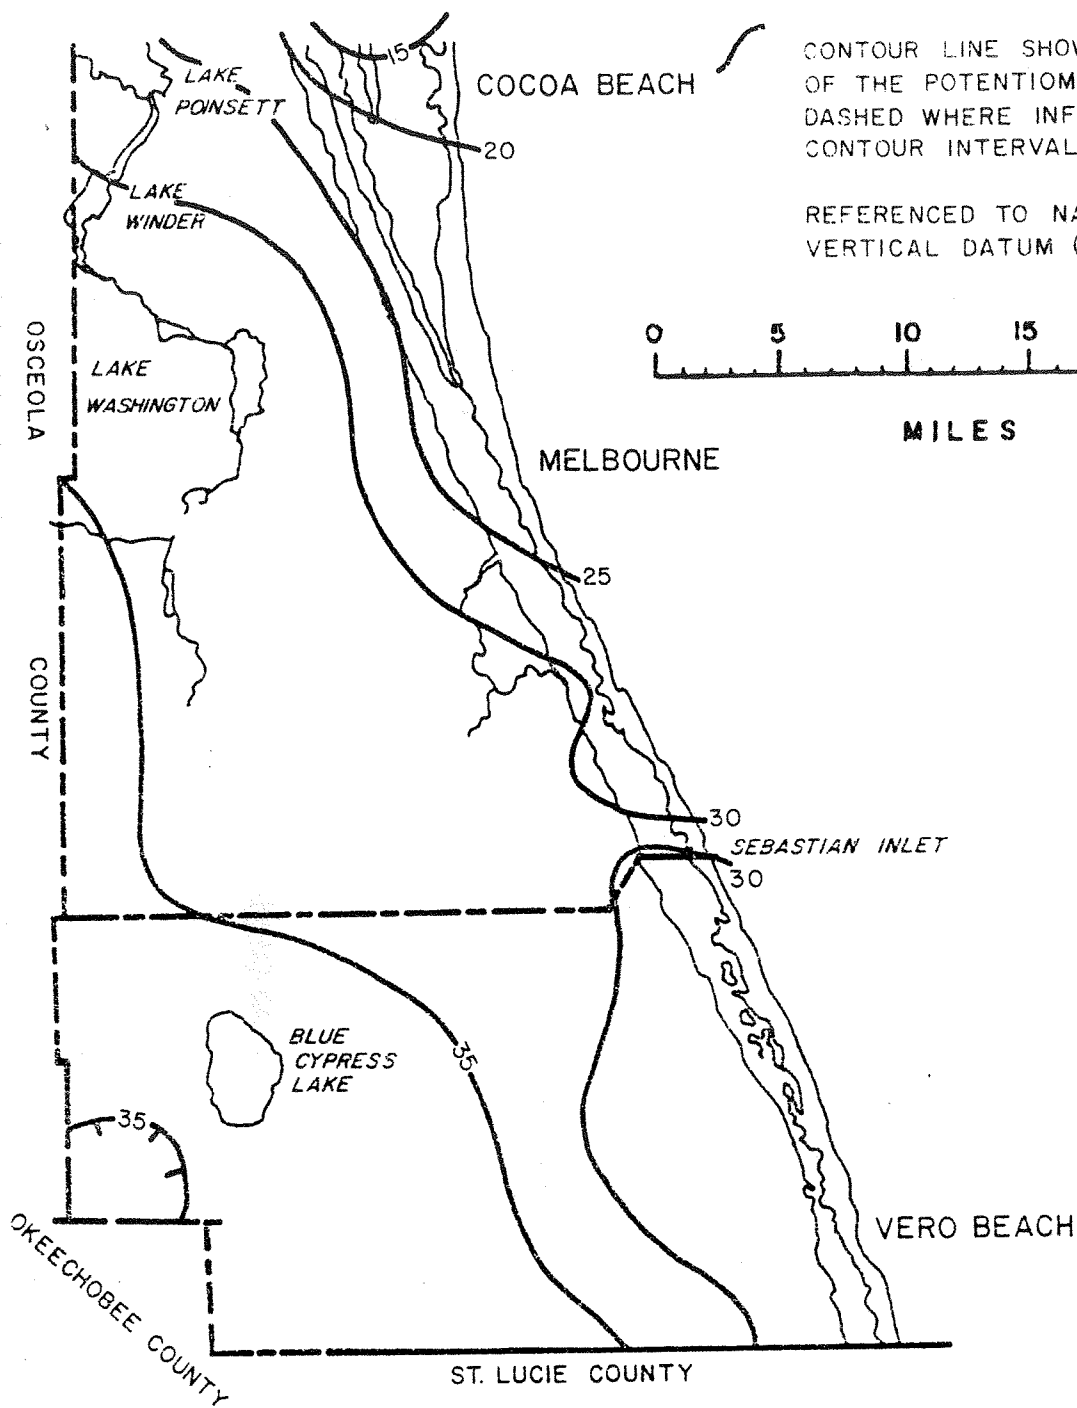 15
LAKE
POINSETT
COCOA BEACH
20
LAKE
WINDER
CONTOUR LINE SHOW
OF THE POTENTIOM
DASHED WHERE INF
CONTOUR INTERVAL
REFERENCED TO NA
VERTICAL DATUM (
0 5 10 15
MILES
OSCEOLA
COUNTY
LAKE
WASHINGTON
MELBOURNE
25
30
SEBASTIAN INLET
30
BLUE
CYPRESS
LAKE
35
35
VERO BEACH
OKEECHOBEE COUNTY
ST. LUCIE COUNTY